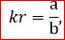 kr = a/b,